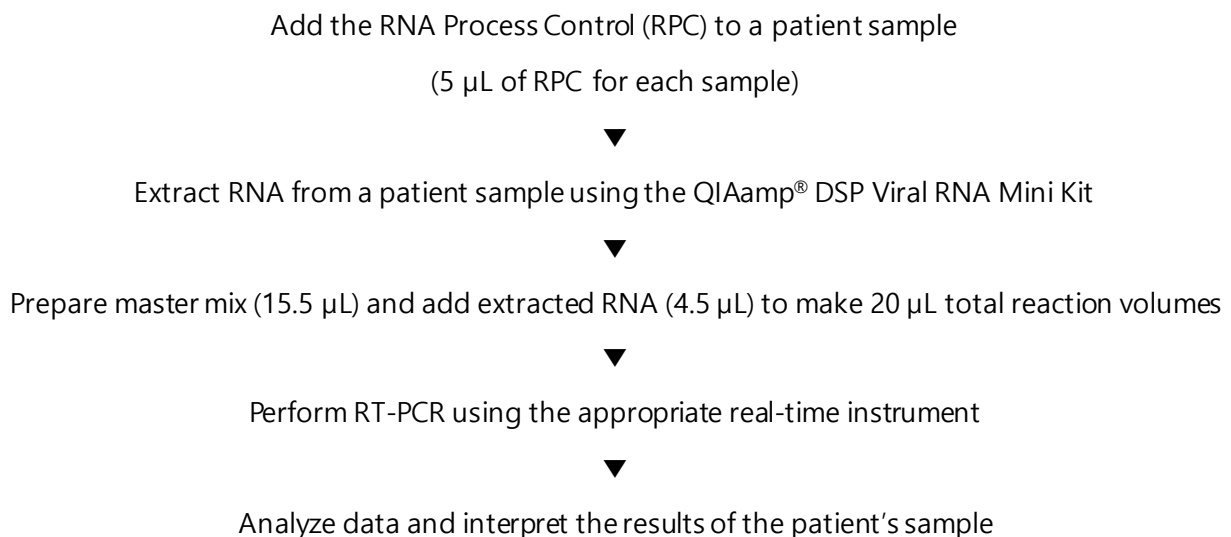 Add the RNA Process Control (RPC) to a patient sample
(5 µL of RPC for each sample)
▼
Extract RNA from a patient sample using the QIAamp® DSP Viral RNA Mini Kit
▼
Prepare master mix (15.5 µL) and add extracted RNA (4.5 µL) to make 20 µL total reaction volumes
▼
Perform RT-PCR using the appropriate real-time instrument
▼
Analyze data and interpret the results of the patient's sample